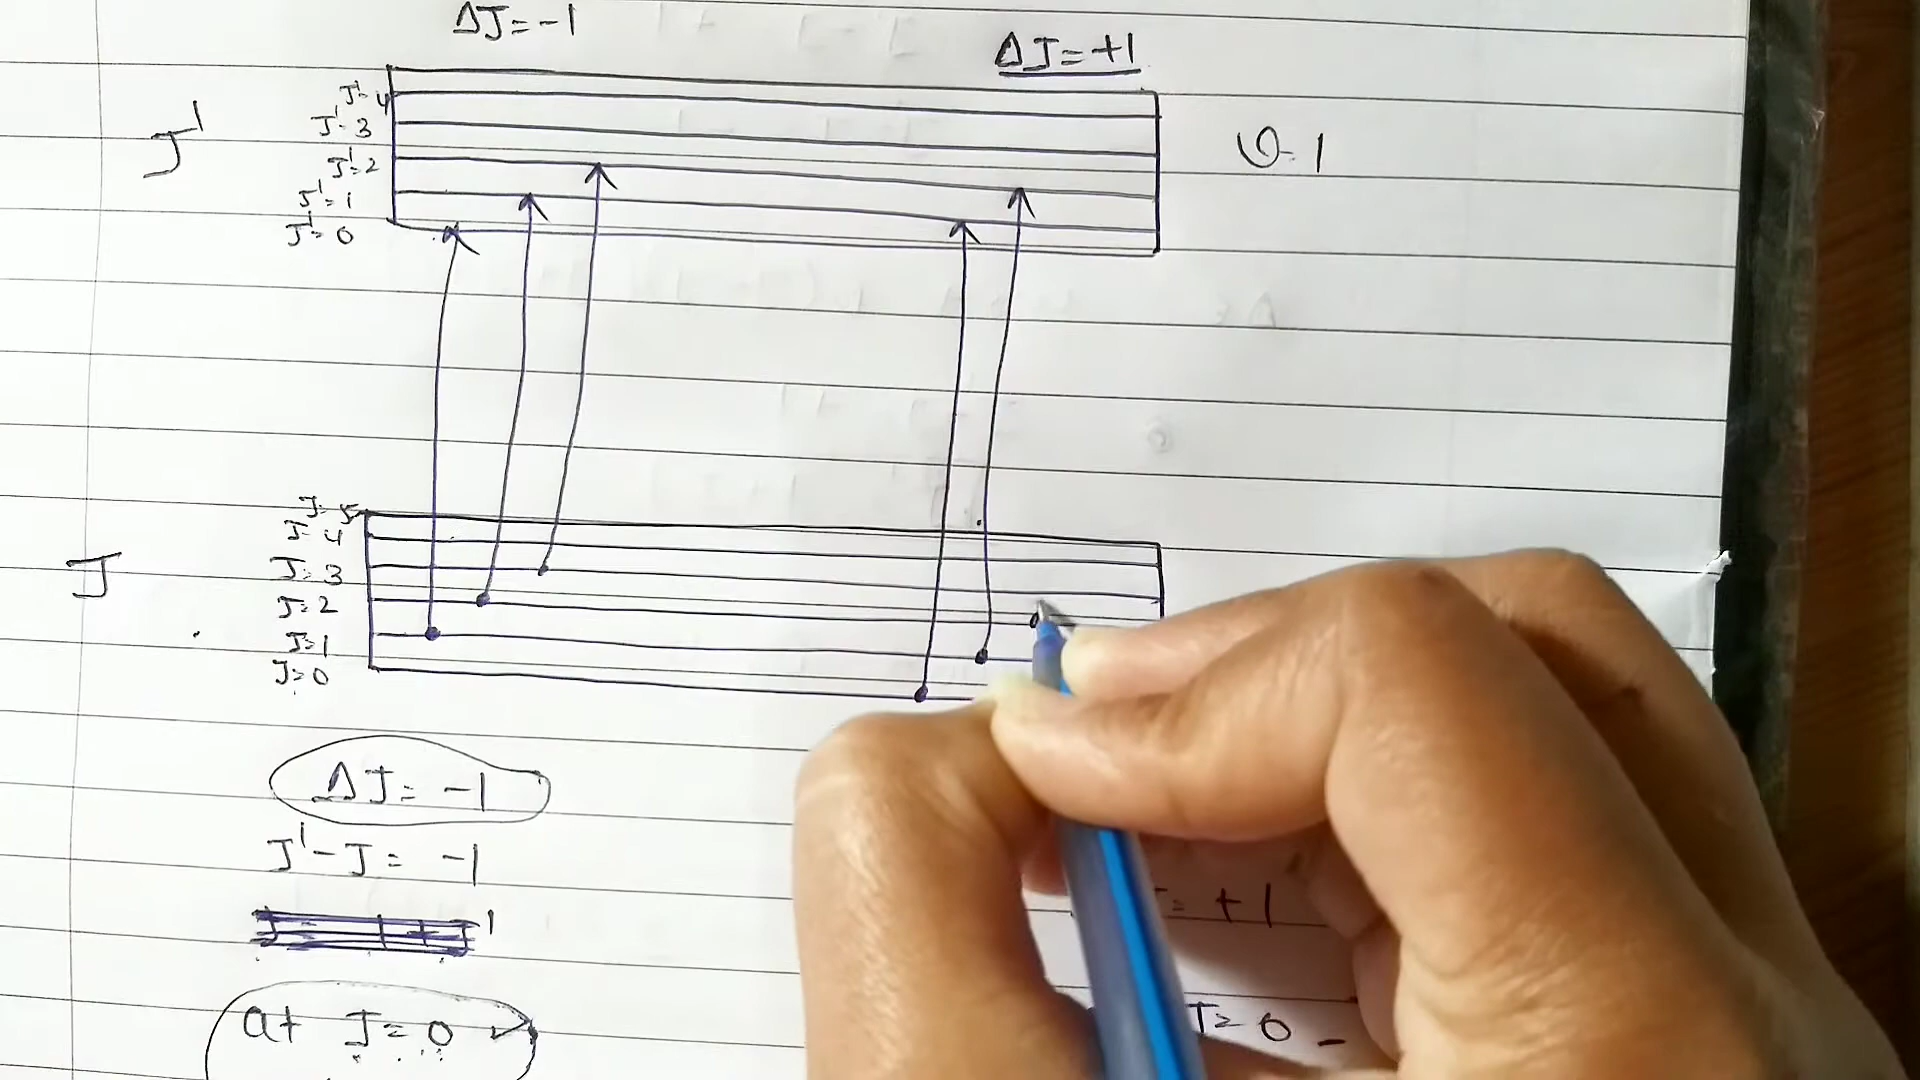 ΔJ = -1
ΔJ = +1
J'= 4
J'= 3
J'= 2
J'= 1
J'= 0
J'
J= 5
J= 4
J= 3
J= 2
J= 1
J= 0
J
ΔJ = -1
J' - J = -1
= +1
at J = 0
J = 0 -